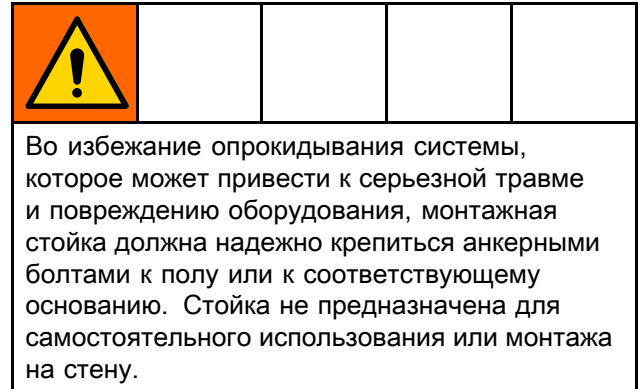 Во избежание опрокидывания системы,
которое может привести к серьезной травме
и повреждению оборудования, монтажная
стойка должна надежно крепиться анкерными
болтами к полу или к соответствующему
основанию. Стойка не предназначена для
самостоятельного использования или монтажа
на стену.